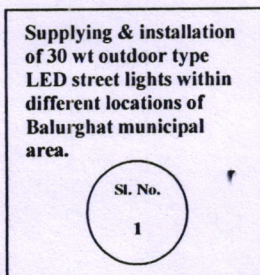 Supplying & installation
of 30 wt outdoor type
LED street lights within
different locations of
Balurghat municipal
area.
Sl. No.
1